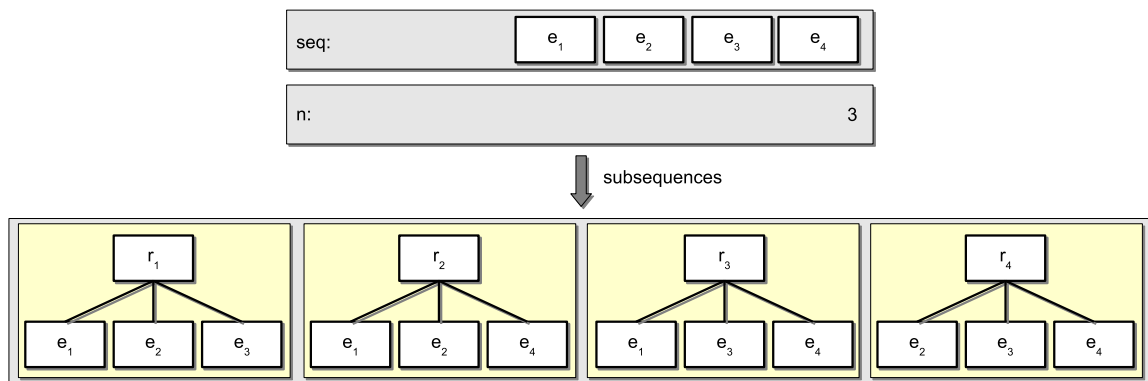 seq: e₁ e₂ e₃ e₄
n: 3
subsequences
r₁ r₂ r₃ r₄
e₁ e₂ e₃ e₁ e₂ e₄ e₁ e₃ e₄ e₂ e₃ e₄